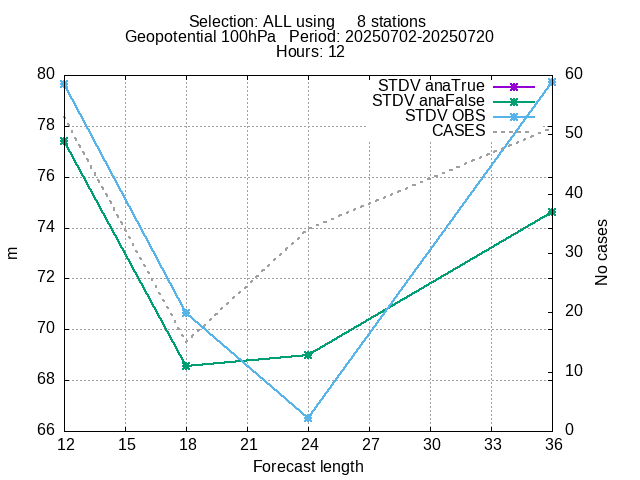 Selection: ALL using     8 stations
Geopotential 100hPa   Period: 20250702-20250720
Hours: 12
80
78
76
74
72
70
68
66
60
50
40
30
20
10
0
STDV anaTrue
STDV anaFalse
STDV OBS
CASES
m
No cases
12
15
18
21
24
27
30
33
36
Forecast length